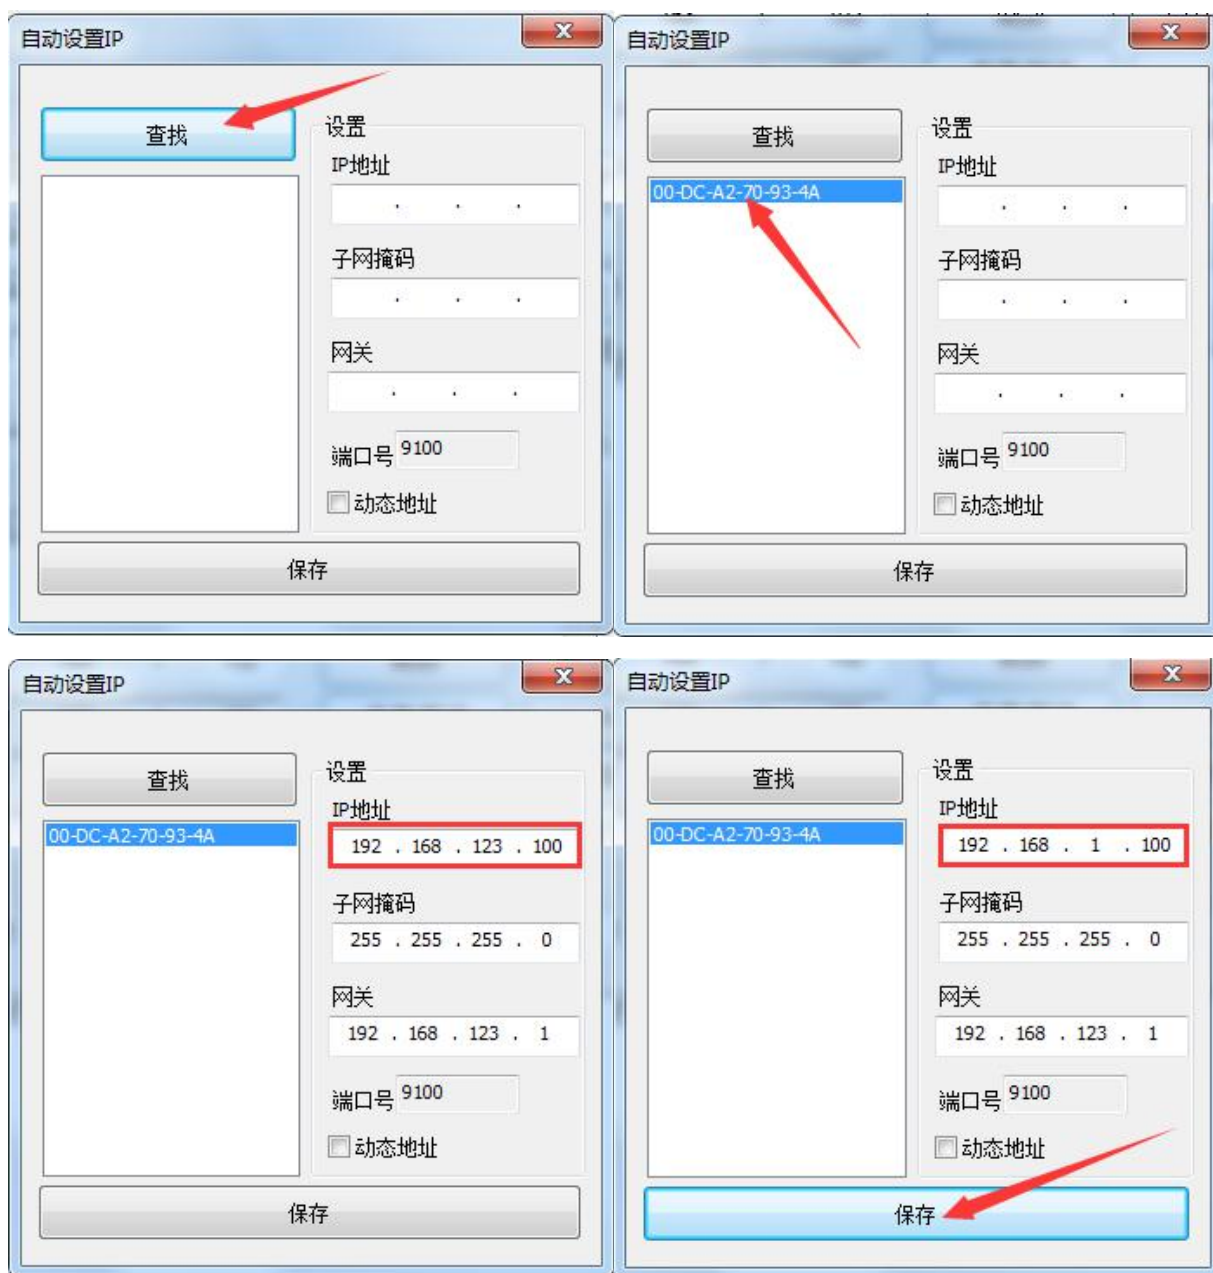 自动设置IP
查找
设置
IP地址
. . .
子网掩码
. . .
网关
. . .
端口号 9100
动态地址
保存
自动设置IP
查找
00-DC-A2-70-93-4A
设置
IP地址
. . .
子网掩码
. . .
网关
. . .
端口号 9100
动态地址
保存
自动设置IP
查找
00-DC-A2-70-93-4A
设置
IP地址
192 . 168 . 123 . 100
子网掩码
255 . 255 . 255 . 0
网关
192 . 168 . 123 . 1
端口号 9100
动态地址
保存
自动设置IP
查找
00-DC-A2-70-93-4A
设置
IP地址
192 . 168 . 1 . 100
子网掩码
255 . 255 . 255 . 0
网关
192 . 168 . 123 . 1
端口号 9100
动态地址
保存